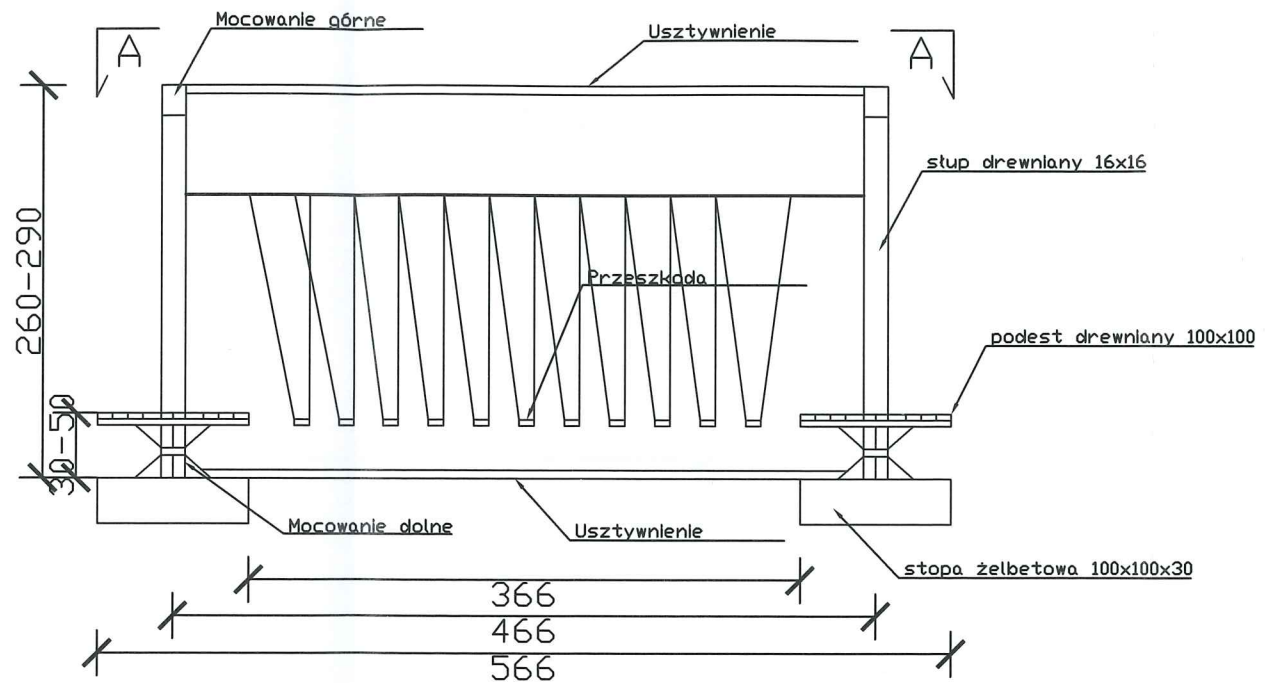 Mocowanie górne
Usztywnienie
A
A
słup drewniany 16x16
260-290
Przeszkoda
podest drewniany 100x100
30-50
Mocowanie dolne
Usztywnienie
stopa żelbetowa 100x100x30
366
466
566